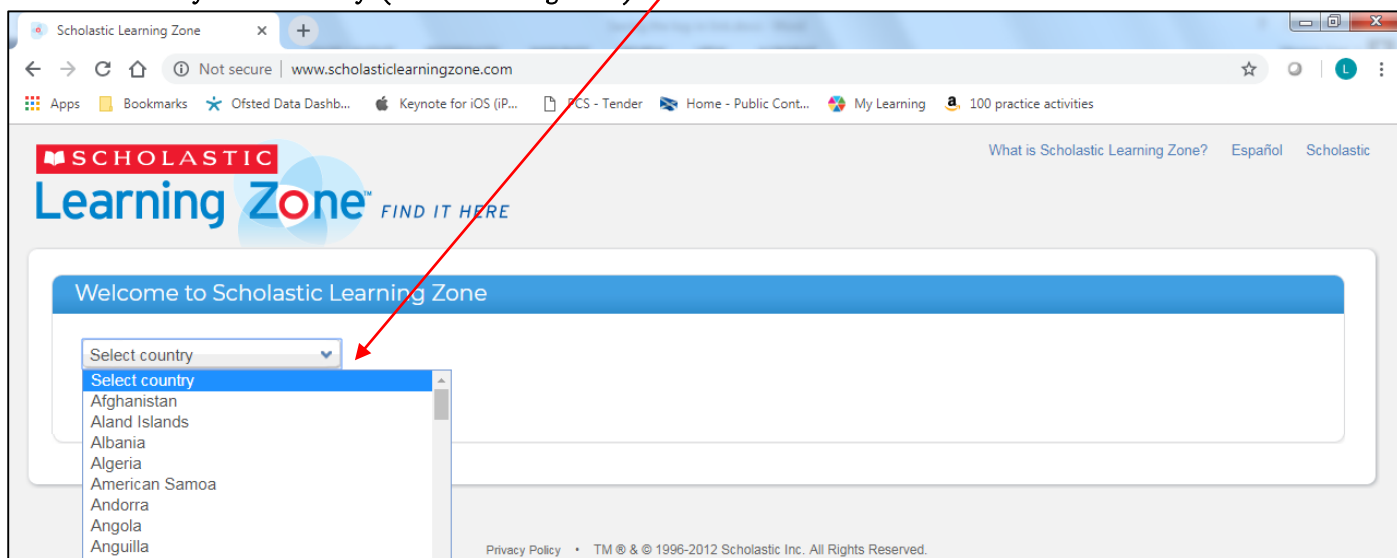 Scholastic Learning Zone
Not secure | www.scholasticlearningzone.com
Apps Bookmarks Ofsted Data Dashb... Keynote for iOS (iP... PCS - Tender Home - Public Cont... My Learning 100 practice activities
What is Scholastic Learning Zone? Español Scholastic
SCHOLASTIC
Learning Zone™ FIND IT HERE
Welcome to Scholastic Learning Zone
Select country
Select country
Afghanistan
Aland Islands
Albania
Algeria
American Samoa
Andorra
Angola
Anguilla
Privacy Policy • TM ® & © 1996-2012 Scholastic Inc. All Rights Reserved.